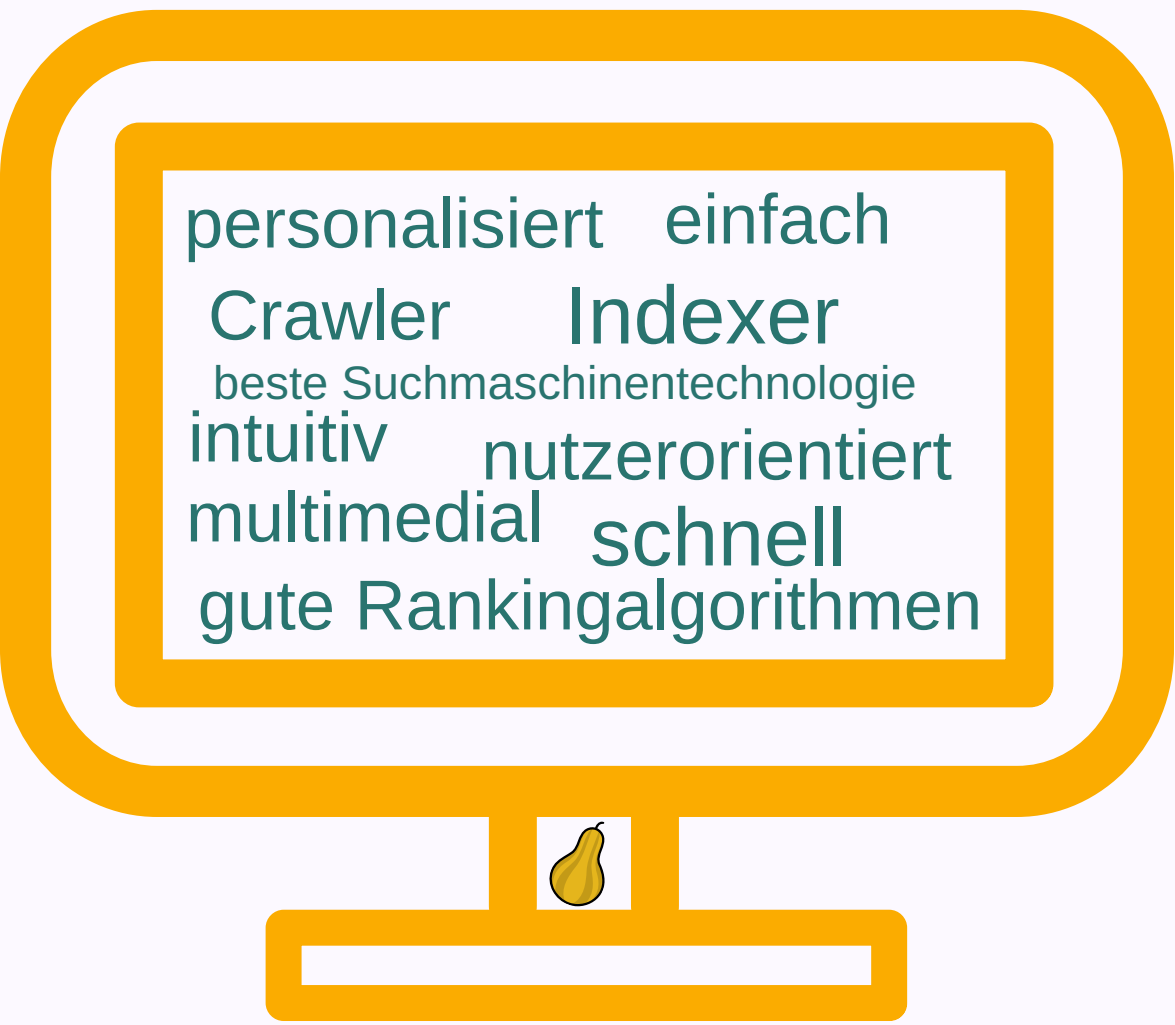 personalisiert einfach
Crawler Indexer
beste Suchmaschinentechnologie
intuitiv nutzerorientiert
multimedial schnell
gute Rankingalgorithmen